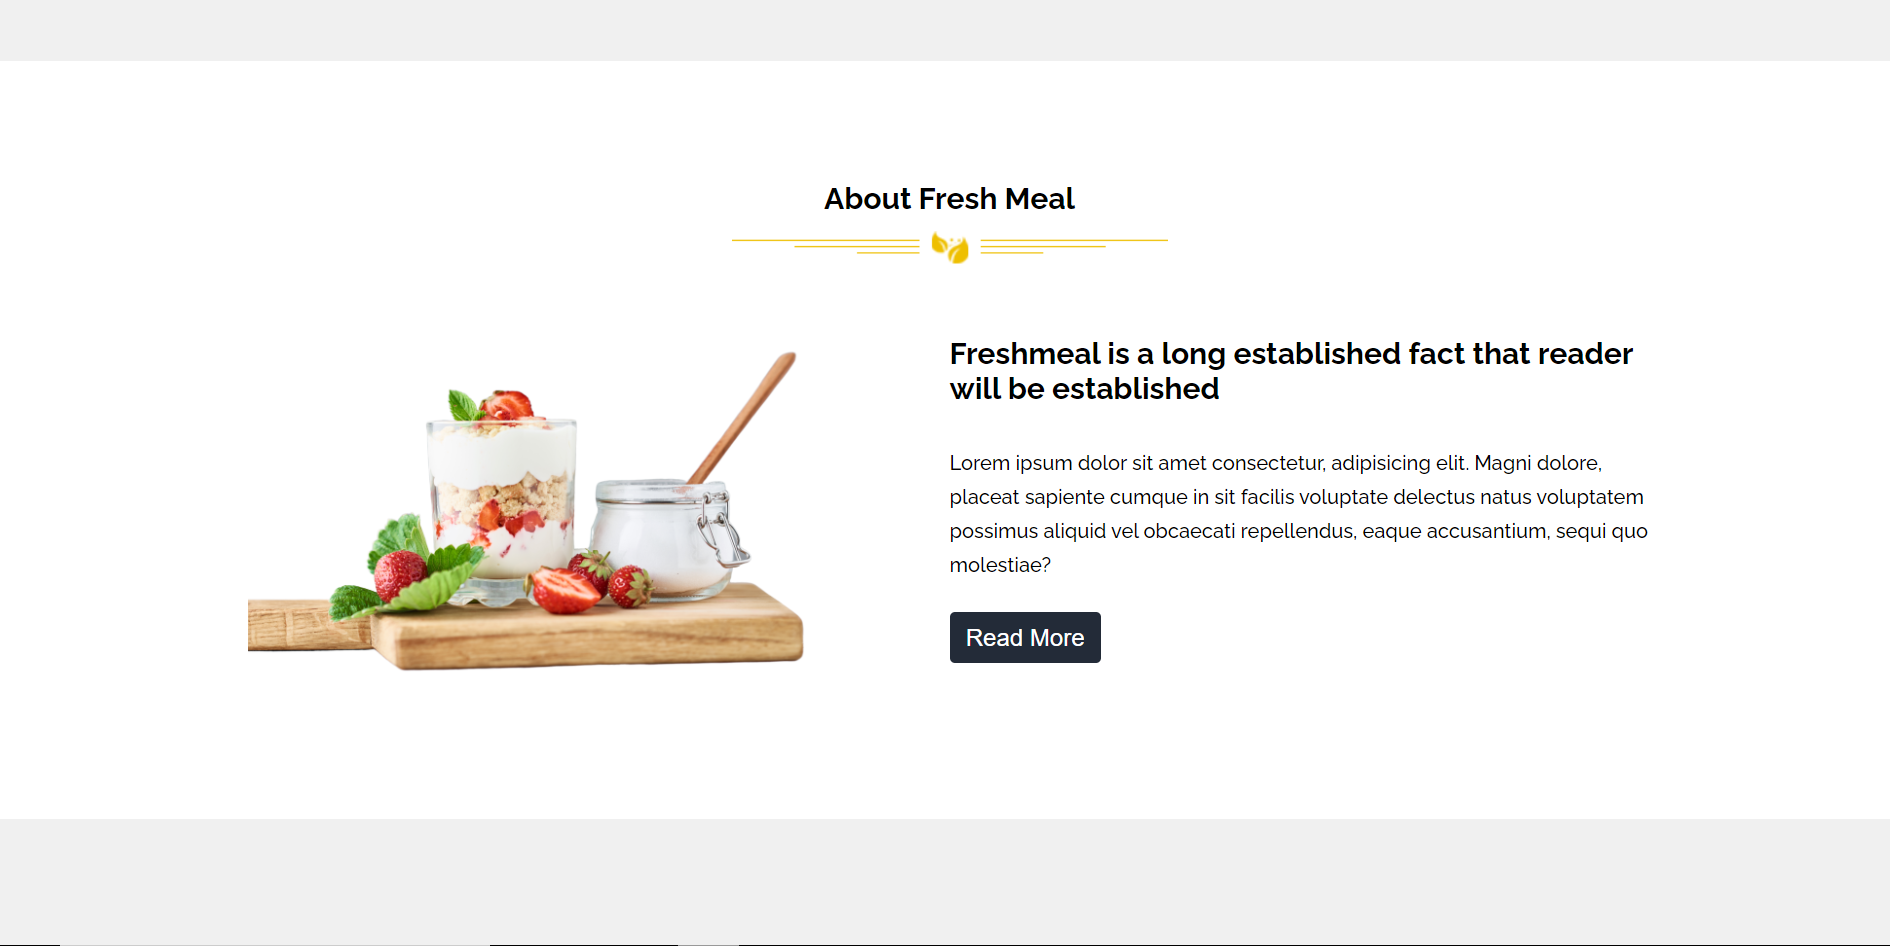 About Fresh Meal
Freshmeal is a long established fact that reader
will be established
Lorem ipsum dolor sit amet consectetur, adipisicing elit. Magni dolore,
placeat sapiente cumque in sit facilis voluptate delectus natus voluptatem
possimus aliquid vel obcaecati repellendus, eaque accusantium, sequi quo
molestiae?
Read More